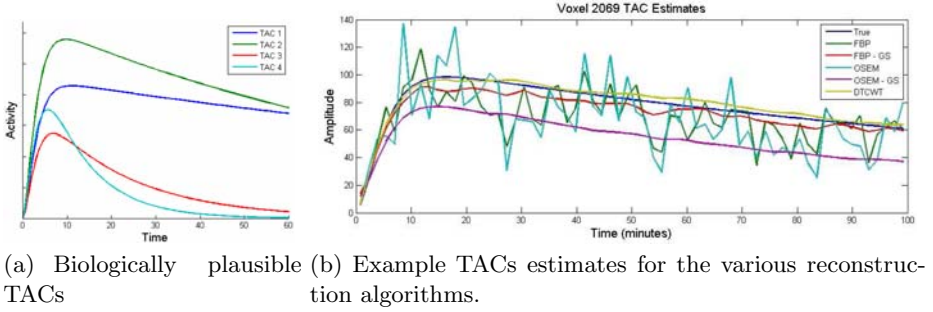 Activity
TAC 1
TAC 2
TAC 3
TAC 4
0 10 20 30 40 50 60
Time
Voxel 2069 TAC Estimates
Amplitude
140
120
100
80
60
40
20
0
True
FBP
FBP - GS
OSEM
OSEM - GS
DTCWT
0 10 20 30 40 50 60 70 80 90 100
Time (minutes)
(a) Biologically plausible
TACs
(b) Example TACs estimates for the various reconstruc-
tion algorithms.